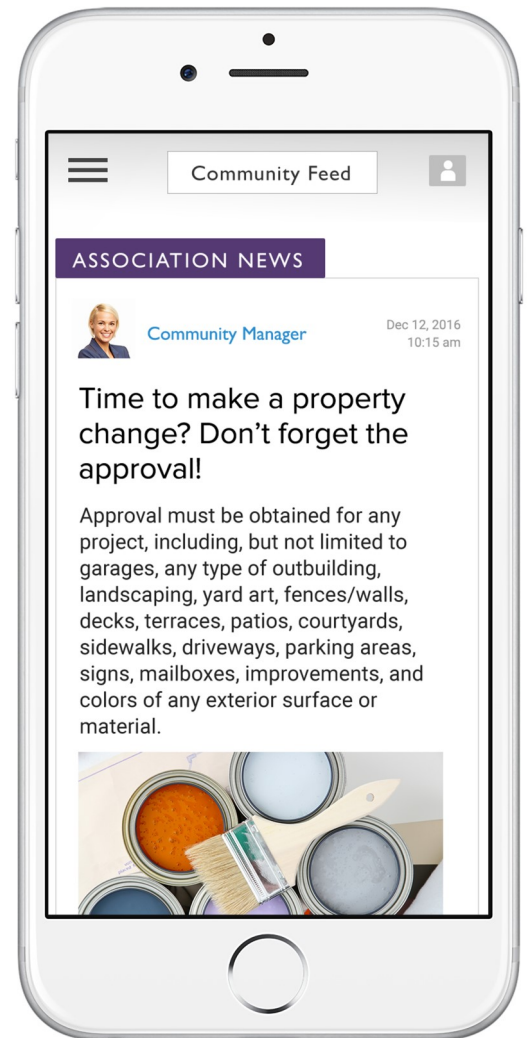 Community Feed
ASSOCIATION NEWS
Community Manager
Dec 12, 2016
10:15 am
Time to make a property
change? Don't forget the
approval!
Approval must be obtained for any
project, including, but not limited to
garages, any type of outbuilding,
landscaping, yard art, fences/walls,
decks, terraces, patios, courtyards,
sidewalks, driveways, parking areas,
signs, mailboxes, improvements, and
colors of any exterior surface or
material.